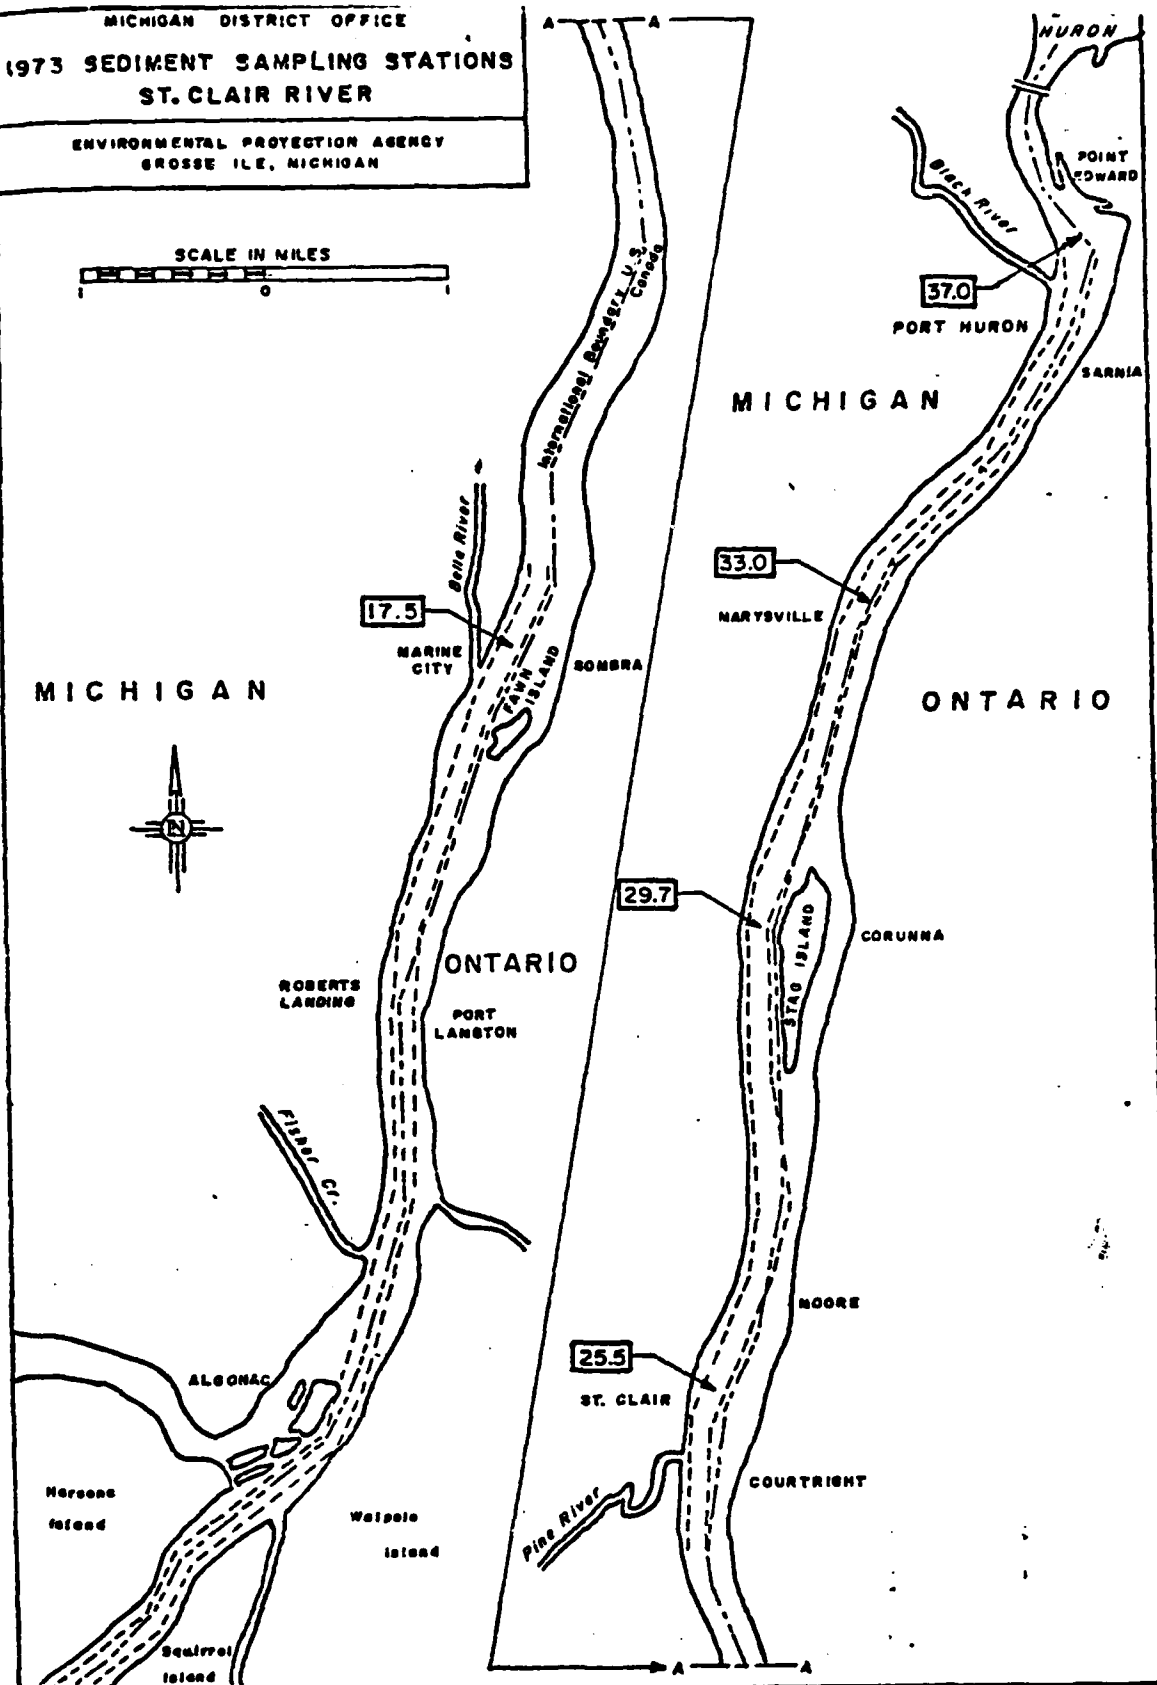 MICHIGAN DISTRICT OFFICE
1973 SEDIMENT SAMPLING STATIONS
ST. CLAIR RIVER
ENVIRONMENTAL PROTECTION AGENCY
GROSSE ILE, MICHIGAN
SCALE IN MILES
1 0 1
A A
HURON
POINT
EDWARD
Black River
37.0
PORT HURON
SARNIA
MICHIGAN
International Boundary U.S.
Canada
Belle River
33.0
MARYSVILLE
17.5
MARINE
CITY
FAWN
ISLAND
SOMBRA
MICHIGAN
ONTARIO
N
29.7
STAG ISLAND
CORUNNA
ONTARIO
ROBERTS
LANDING
PORT
LAMBTON
Fisher Cr.
MOORE
25.5
ST. CLAIR
ALGONAC
COURTRIGHT
Pine River
Harsens
Island
Walpole
Island
Squirrel
Island
A A